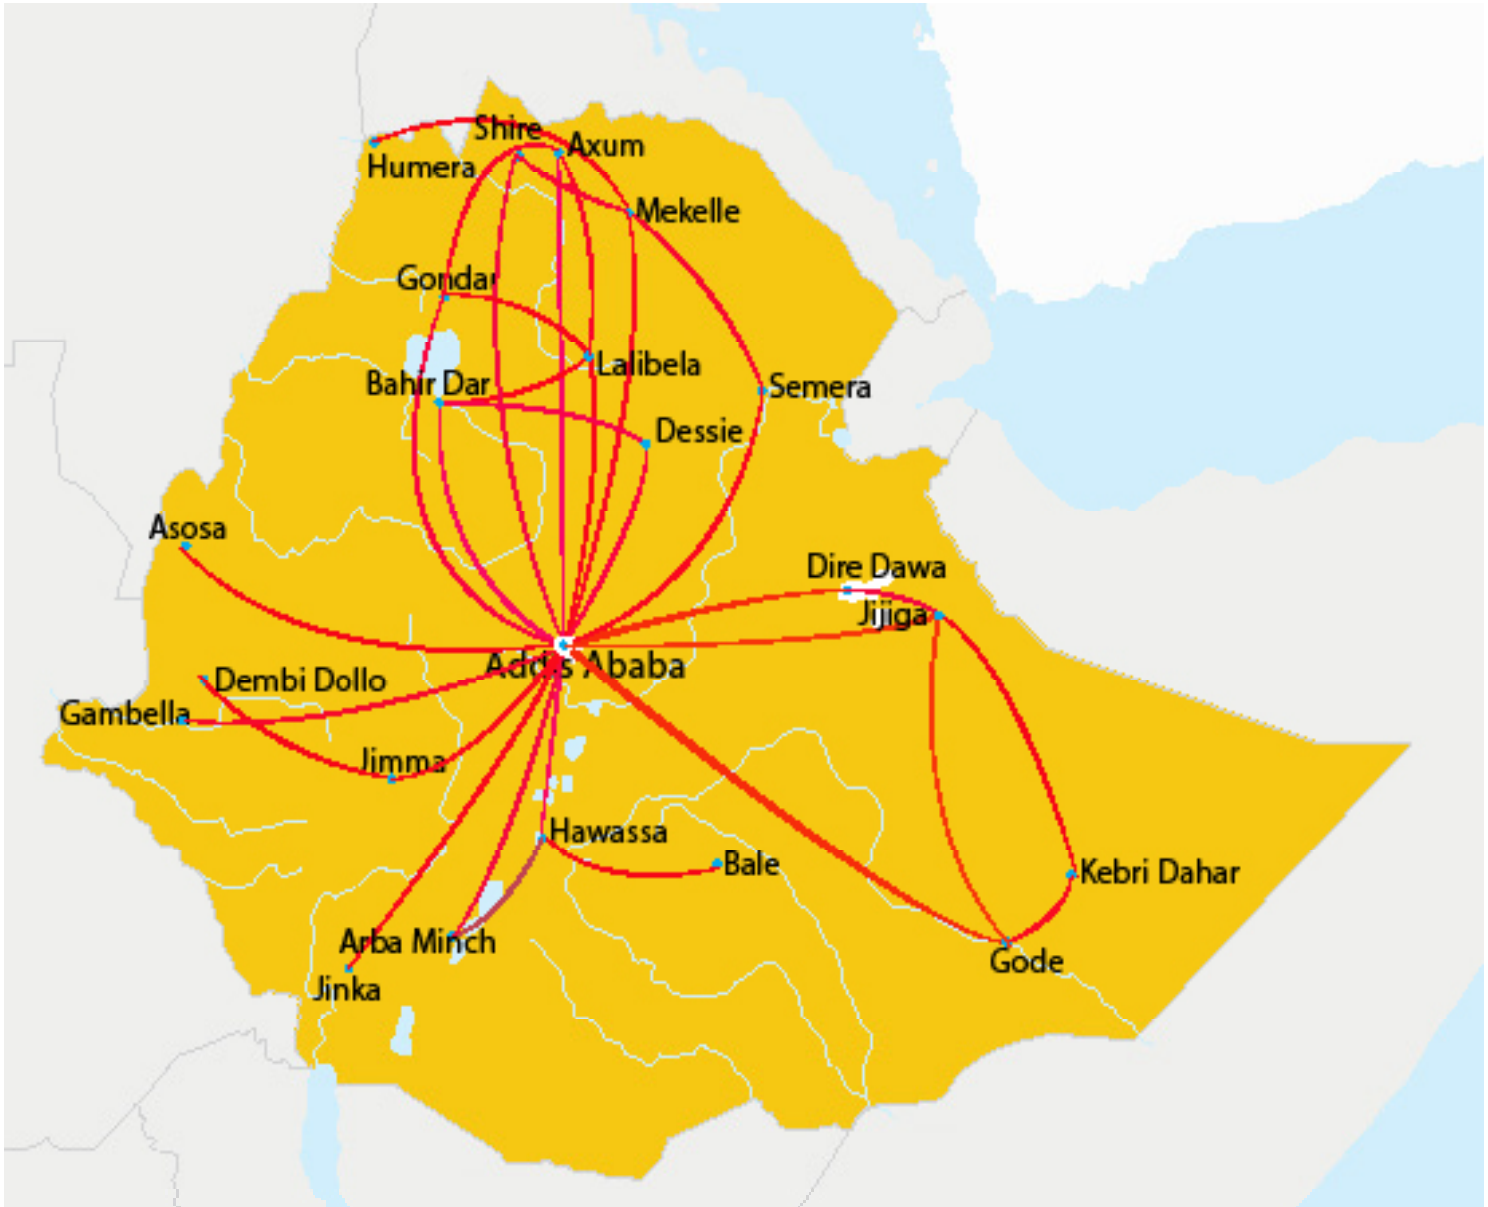 Shire
Axum
Humera
Mekelle
Gondar
Lalibela
Bahir Dar
Semera
Dessie
Asosa
Dire Dawa
Jijiga
Addis Ababa
Dembi Dollo
Gambella
Jimma
Hawassa
Bale
Kebri Dahar
Arba Minch
Gode
Jinka